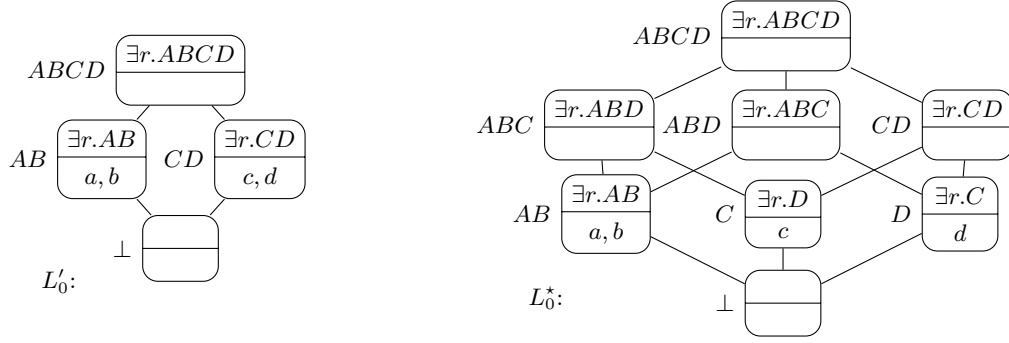 ∃r.ABCD
ABCD
∃r.AB
AB
a, b
∃r.CD
CD
c, d
⊥
L′₀:
∃r.ABCD
ABCD
∃r.ABD
ABC
∃r.ABC
ABD
∃r.CD
CD
∃r.AB
AB
a, b
∃r.D
C
c
∃r.C
D
d
⊥
L⋆₀: